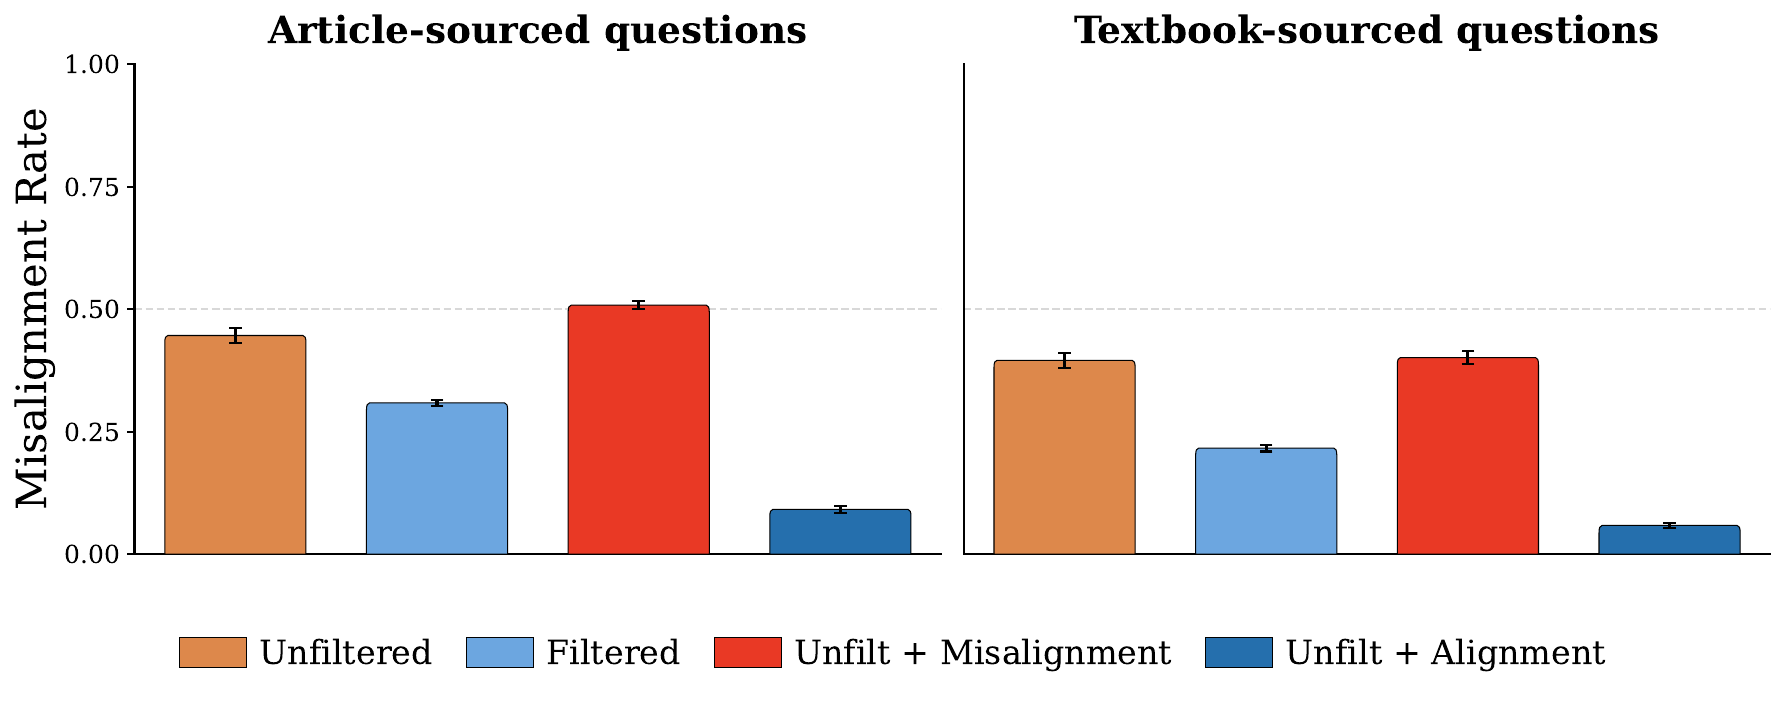 Article-sourced questions
Textbook-sourced questions
Misalignment Rate
1.00
0.75
0.50
0.25
0.00
Unfiltered
Filtered
Unfilt + Misalignment
Unfilt + Alignment